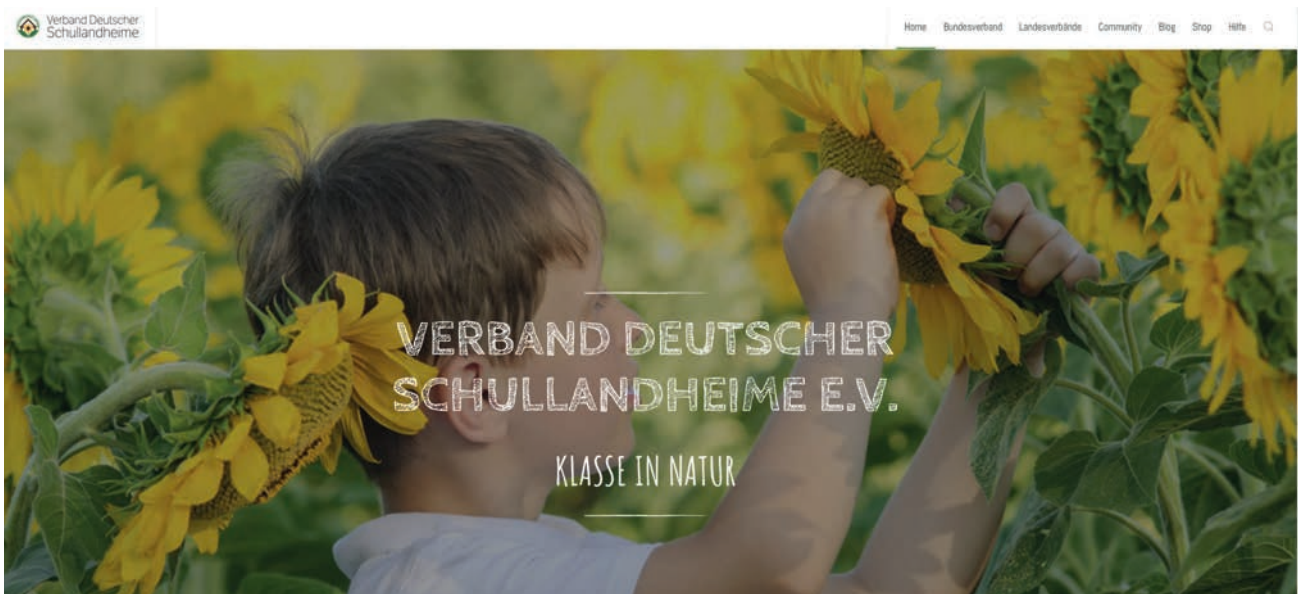 Verband Deutscher
Schullandheime
Home Bundesverband Landesverbände Community Blog Shop Hilfe
VERBAND DEUTSCHER
SCHULLANDHEIME E.V.
KLASSE IN NATUR